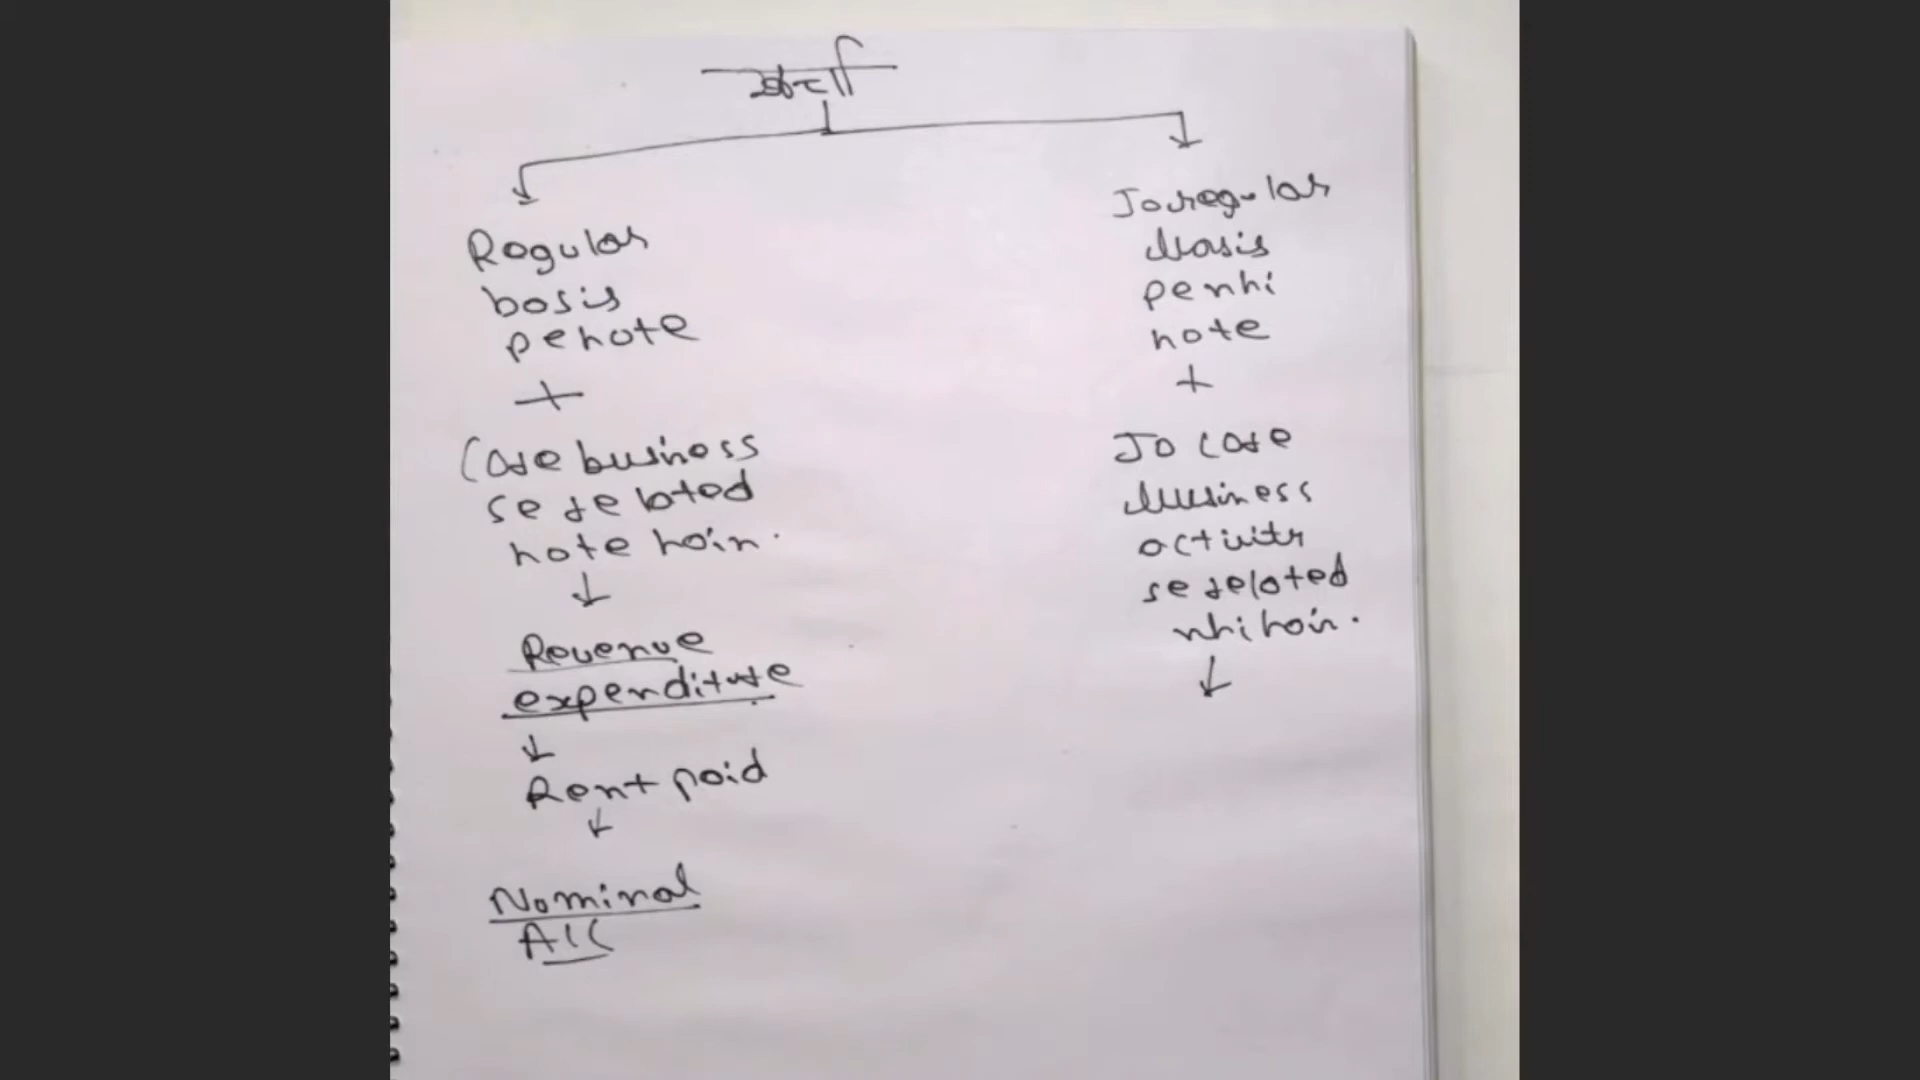 खर्चा
Regular
basis
pe hote
+
Core business
se related
hote hain.
↓
Revenue
expenditure
↓
Rent paid
↓
Nominal
A/C
Jo regular
basis
pe nhi
hote
+
Jo core
business
activity
se related
nhi hain.
↓